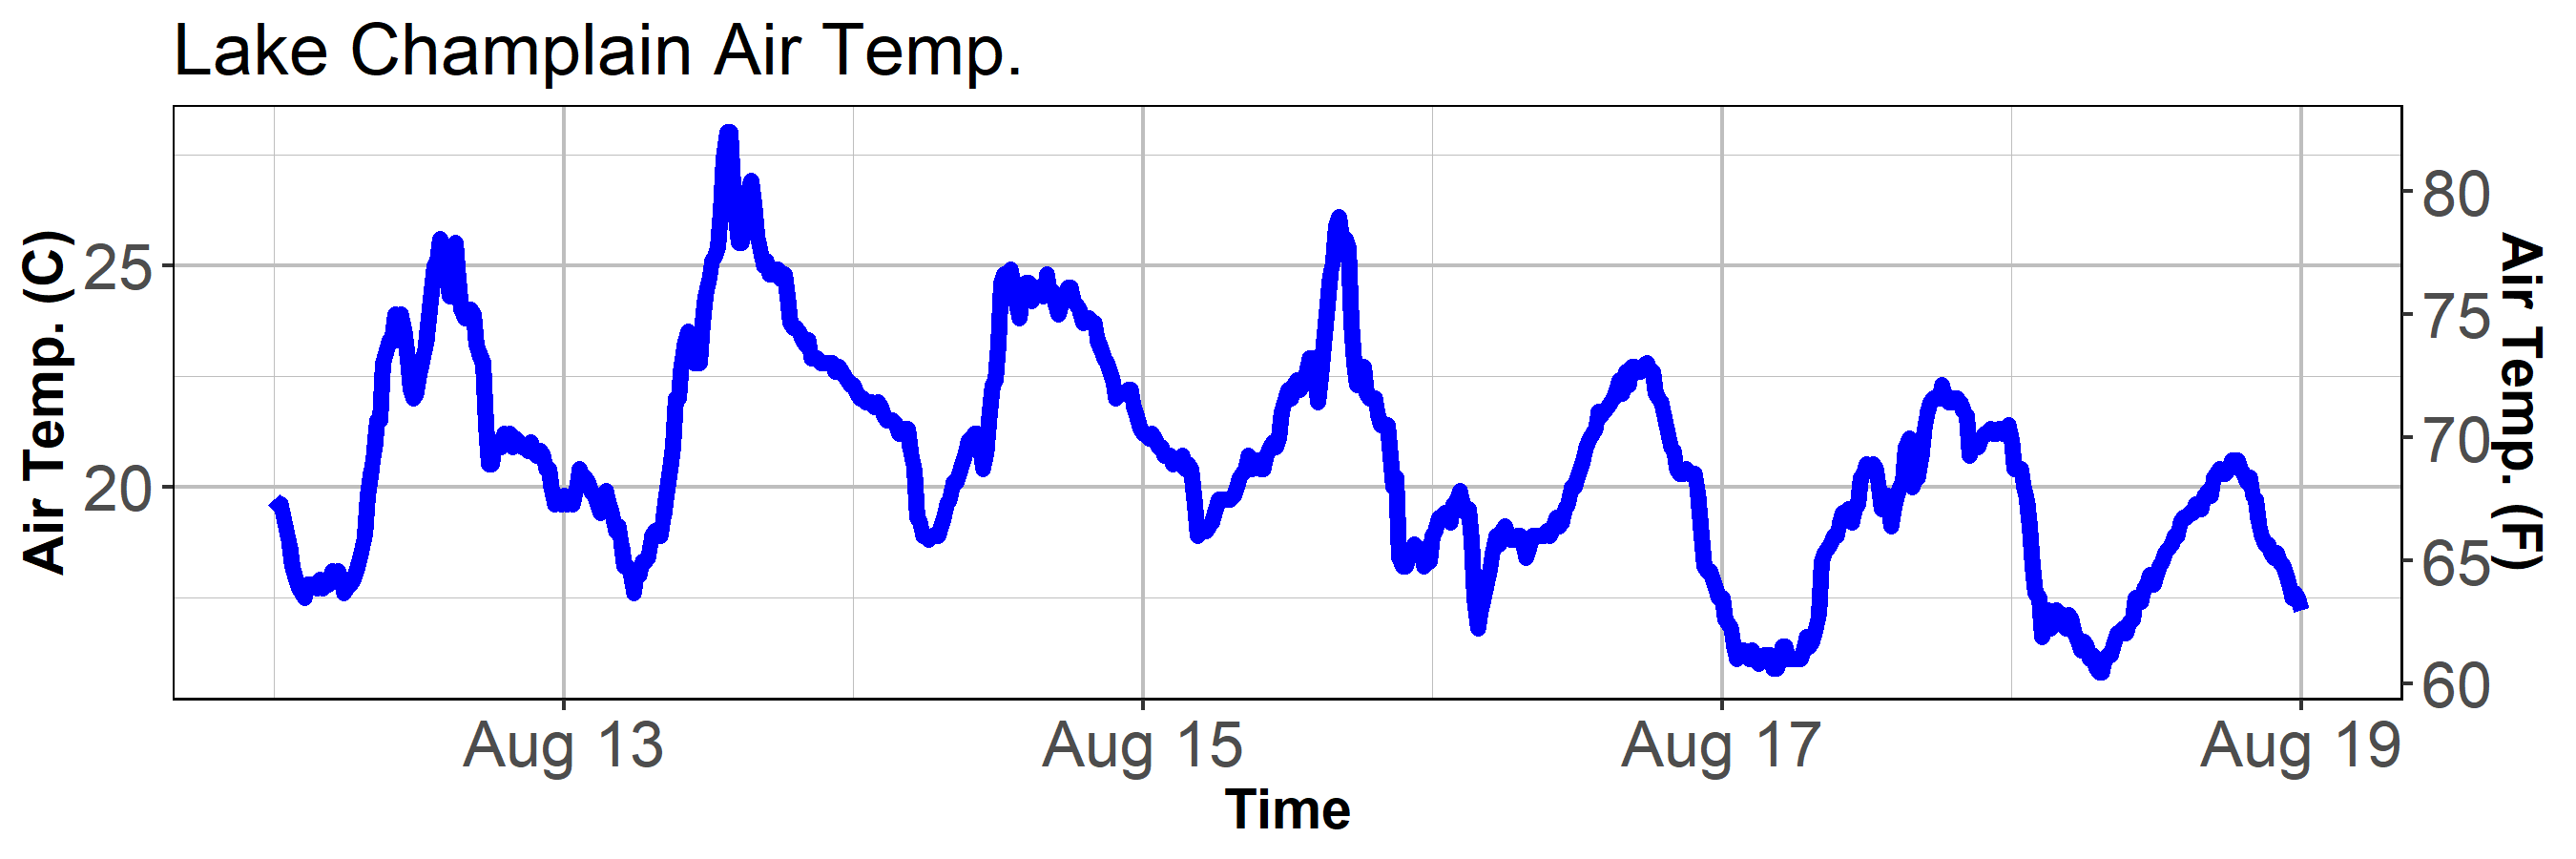 Lake Champlain Air Temp.
Air Temp. (C)
25
20
80
75
70
65
60
Air Temp. (F)
Aug 13 Aug 15 Aug 17 Aug 19
Time